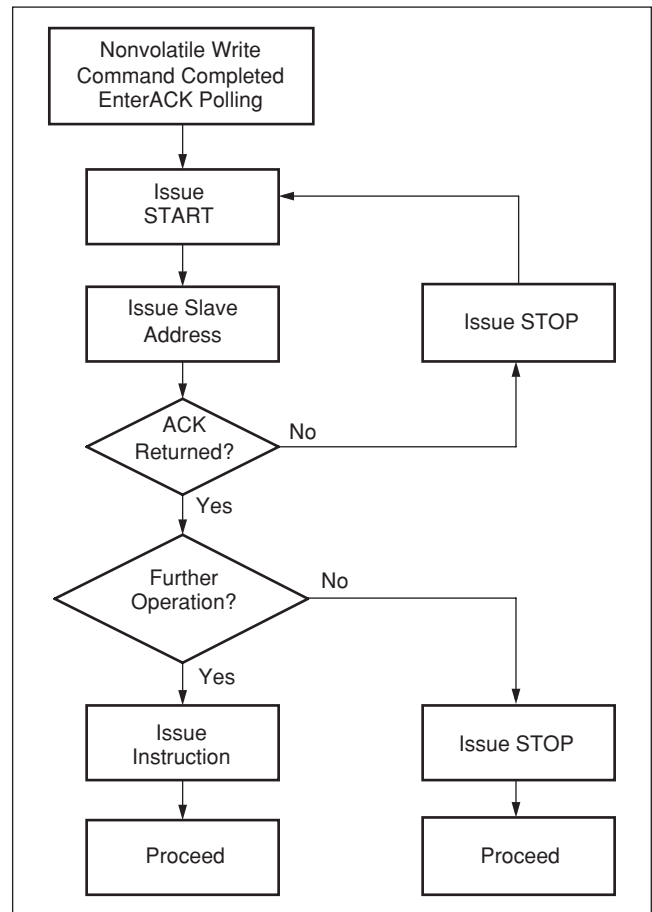 Nonvolatile Write
Command Completed
EnterACK Polling
Issue
START
Issue Slave
Address
Issue STOP
ACK
Returned?
No
Yes
Further
Operation?
No
Yes
Issue
Instruction
Issue STOP
Proceed
Proceed